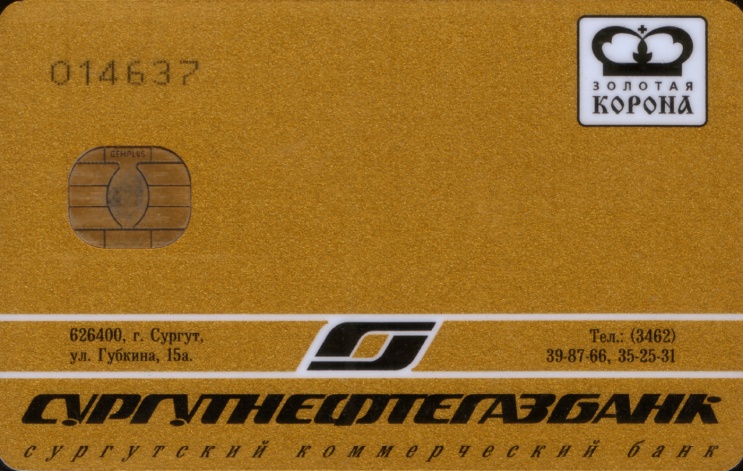 014637
ЗОЛОТАЯ
КОРОНА
GEMPLUS
626400, г. Сургут,
ул. Губкина, 15а.
Тел.: (3462)
39-87-66, 35-25-31
СУРГУТНЕФТЕГАЗБАНК
сургутский коммерческий банк